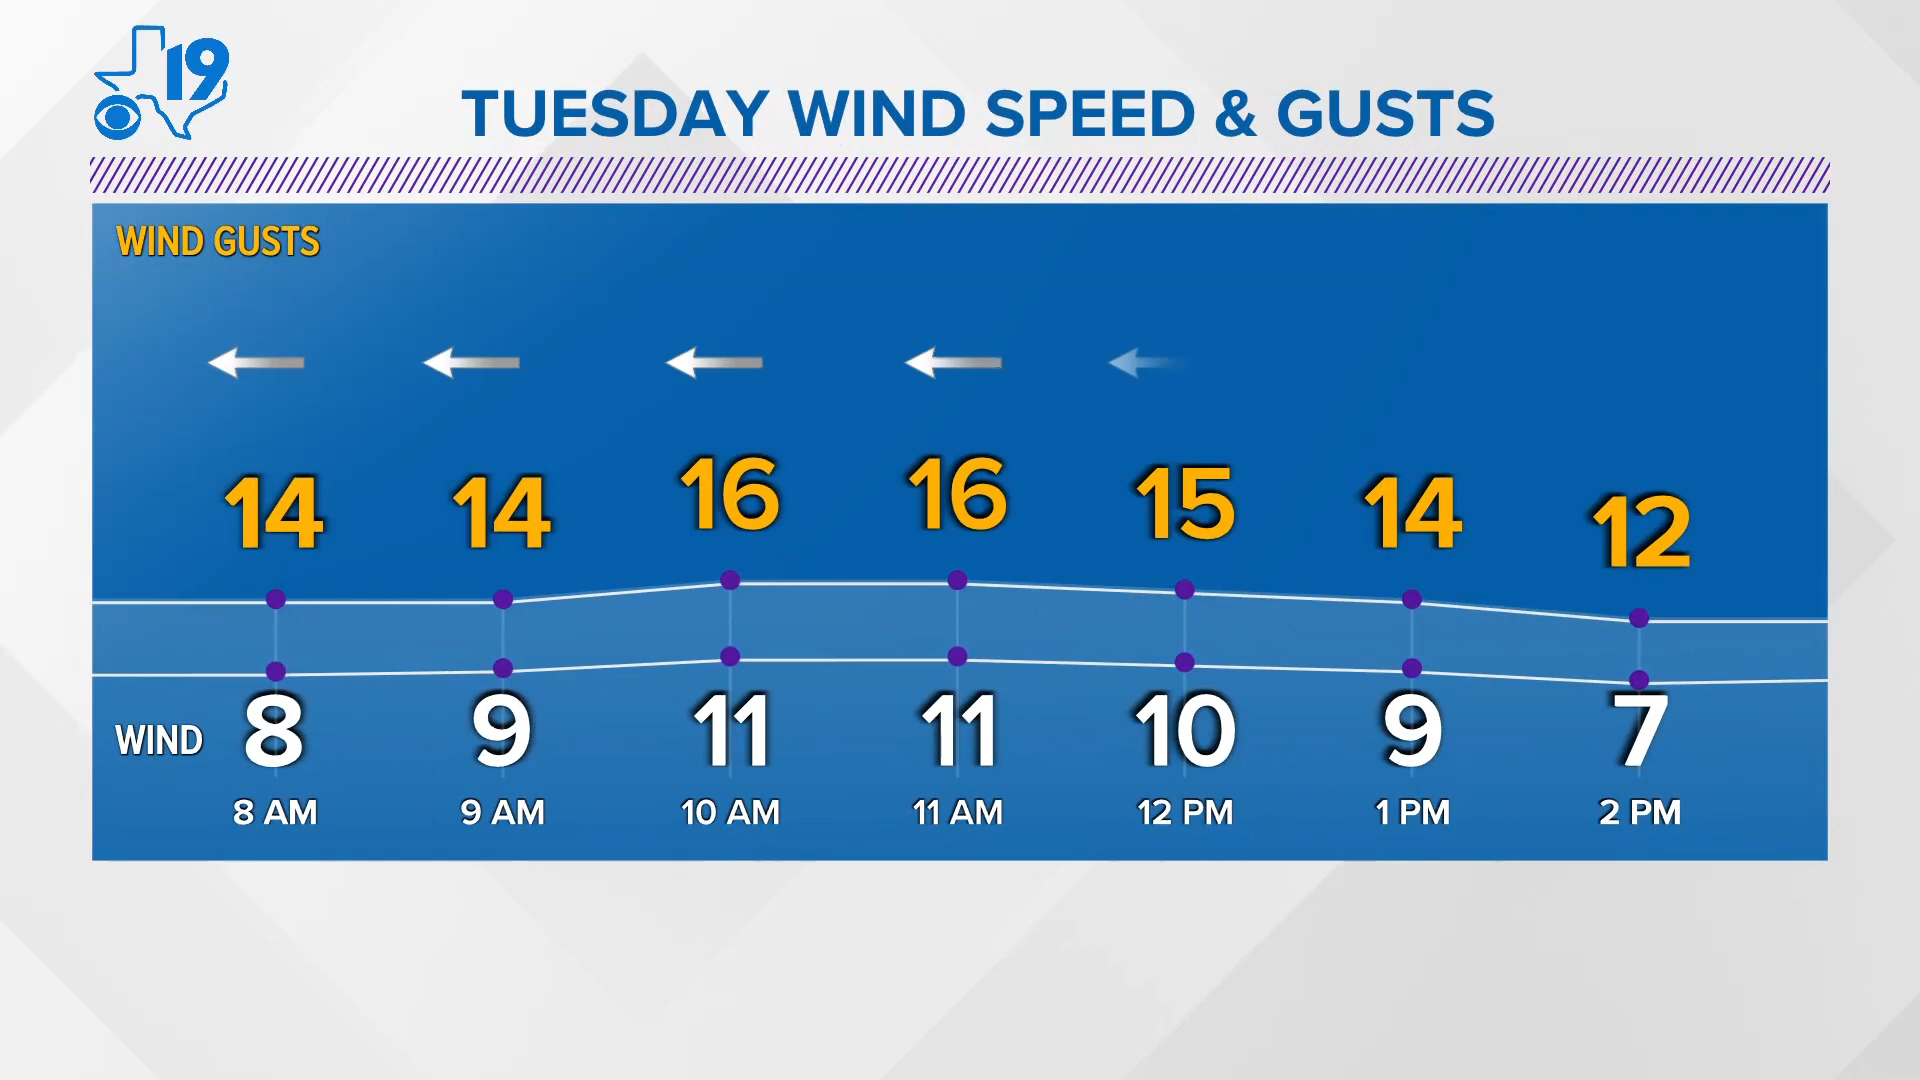 19
TUESDAY WIND SPEED & GUSTS
WIND GUSTS
14 14 16 16 15 14 12
WIND 8 9 11 11 10 9 7
8 AM 9 AM 10 AM 11 AM 12 PM 1 PM 2 PM